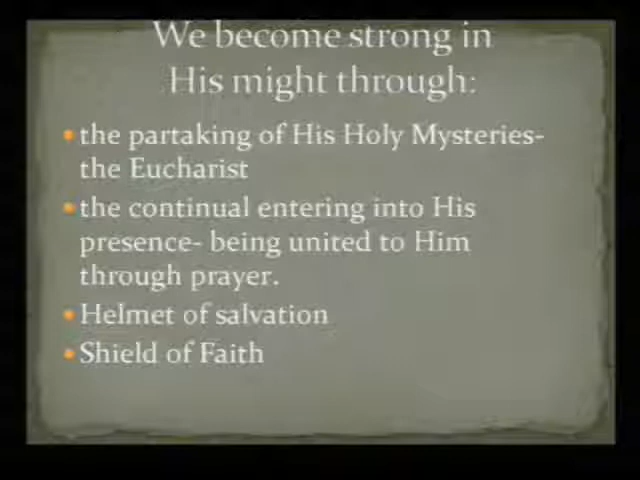 We become strong in
His might through:
• the partaking of His Holy Mysteries-
the Eucharist
• the continual entering into His
presence- being united to Him
through prayer.
• Helmet of salvation
• Shield of Faith